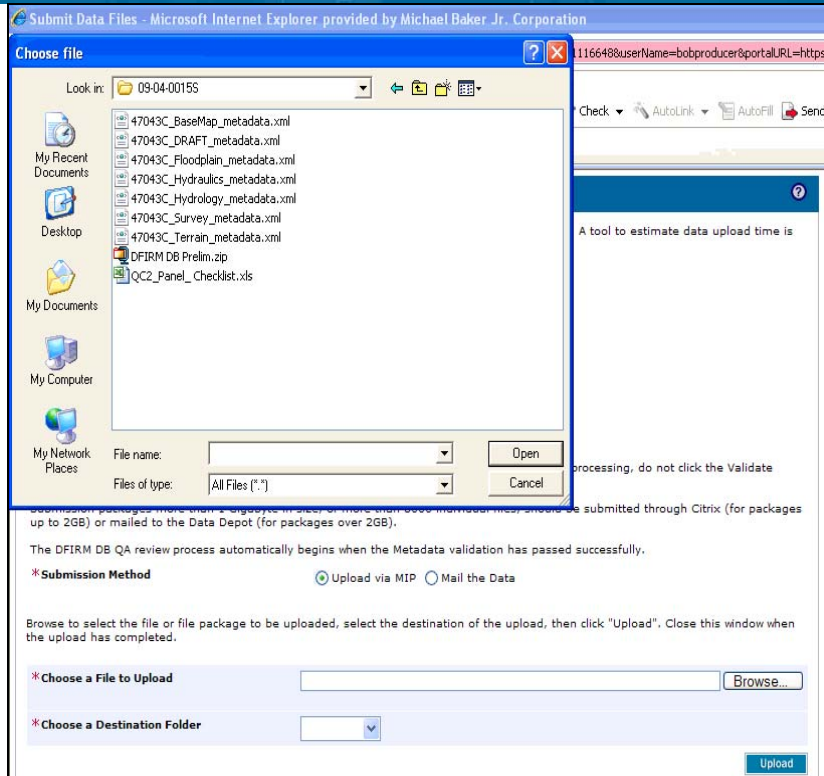 Submit Data Files - Microsoft Internet Explorer provided by Michael Baker Jr. Corporation
Choose file
1116648&userName=bobproducer&portalURL=https
Look in:
09-04-0015S
Check
AutoLink
AutoFill
Send
My Recent Documents
Desktop
My Documents
My Computer
My Network Places
47043C_BaseMap_metadata.xml
47043C_DRAFT_metadata.xml
47043C_Floodplain_metadata.xml
47043C_Hydraulics_metadata.xml
47043C_Hydrology_metadata.xml
47043C_Survey_metadata.xml
47043C_Terrain_metadata.xml
DFIRM DB Prelim.zip
QC2_Panel_ Checklist.xls
A tool to estimate data upload time is
File name:
Open
Files of type:
All Files (*.*)
Cancel
processing, do not click the Validate
be submitted through Citrix (for packages
up to 2GB) or mailed to the Data Depot (for packages over 2GB).
The DFIRM DB QA review process automatically begins when the Metadata validation has passed successfully.
*Submission Method
Upload via MIP
Mail the Data
Browse to select the file or file package to be uploaded, select the destination of the upload, then click "Upload". Close this window when
the upload has completed.
*Choose a File to Upload
Browse...
*Choose a Destination Folder
Upload